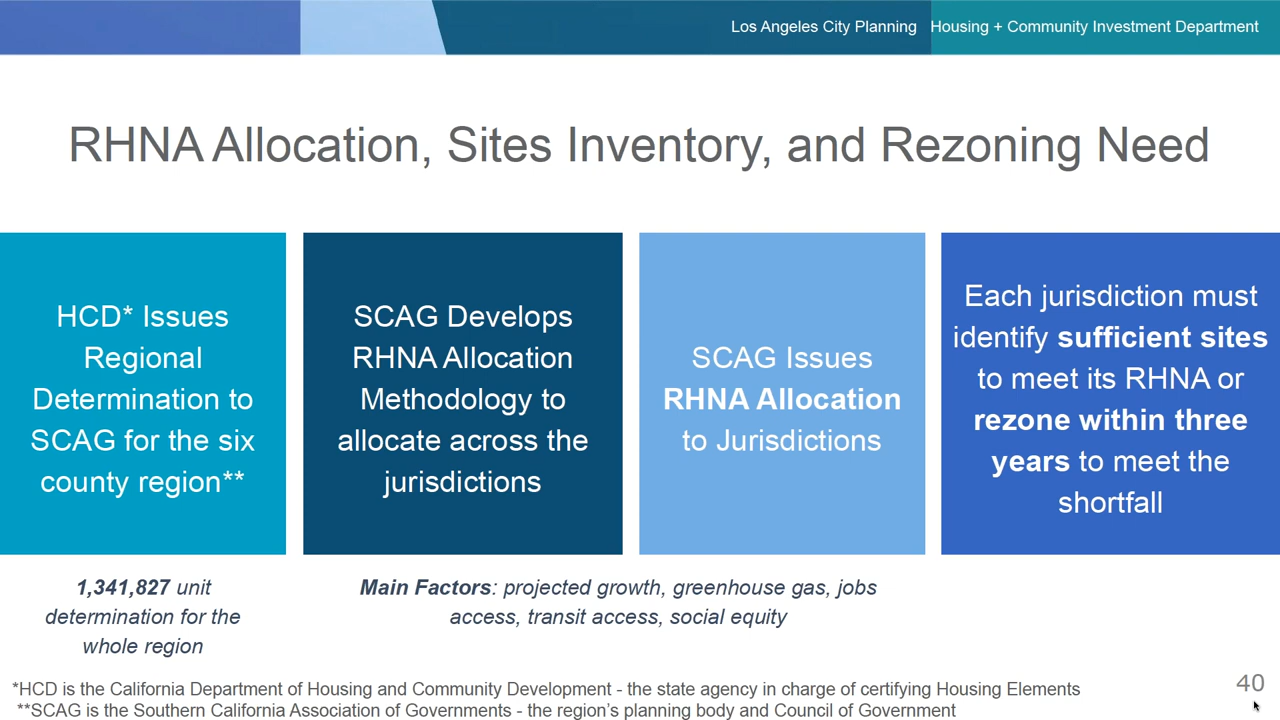 Los Angeles City Planning Housing + Community Investment Department
RHNA Allocation, Sites Inventory, and Rezoning Need
HCD* Issues
Regional
Determination to
SCAG for the six
county region**
SCAG Develops
RHNA Allocation
Methodology to
allocate across the
jurisdictions
SCAG Issues
RHNA Allocation
to Jurisdictions
Each jurisdiction must
identify sufficient sites
to meet its RHNA or
rezone within three
years to meet the
shortfall
1,341,827 unit
determination for the
whole region
Main Factors: projected growth, greenhouse gas, jobs
access, transit access, social equity
*HCD is the California Department of Housing and Community Development - the state agency in charge of certifying Housing Elements
**SCAG is the Southern California Association of Governments - the region's planning body and Council of Government
40